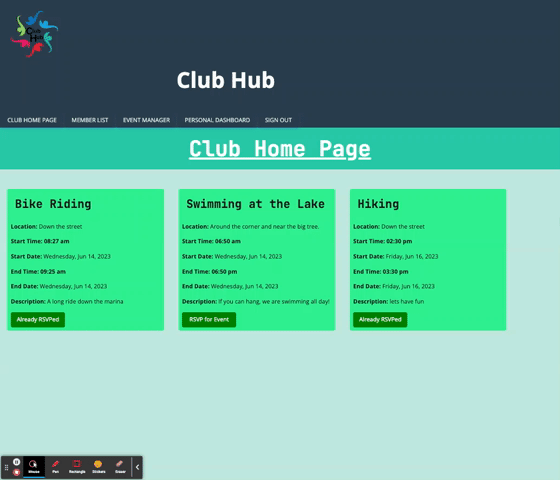 Club
Hub
Club Hub
CLUB HOME PAGE MEMBER LIST EVENT MANAGER PERSONAL DASHBOARD SIGN OUT
Club Home Page
Bike Riding
Location: Down the street
Start Time: 08:27 am
Start Date: Wednesday, Jun 14, 2023
End Time: 09:25 am
End Date: Wednesday, Jun 14, 2023
Description: A long ride down the marina
Already RSVPed
Swimming at the Lake
Location: Around the corner and near the big tree.
Start Time: 06:50 am
Start Date: Wednesday, Jun 14, 2023
End Time: 06:50 pm
End Date: Wednesday, Jun 14, 2023
Description: If you can hang, we are swimming all day!
RSVP for Event
Hiking
Location: Down the street
Start Time: 02:30 pm
Start Date: Friday, Jun 16, 2023
End Time: 03:30 pm
End Date: Friday, Jun 16, 2023
Description: lets have fun
Already RSVPed
Mouse Pen Rectangle Stickers Eraser